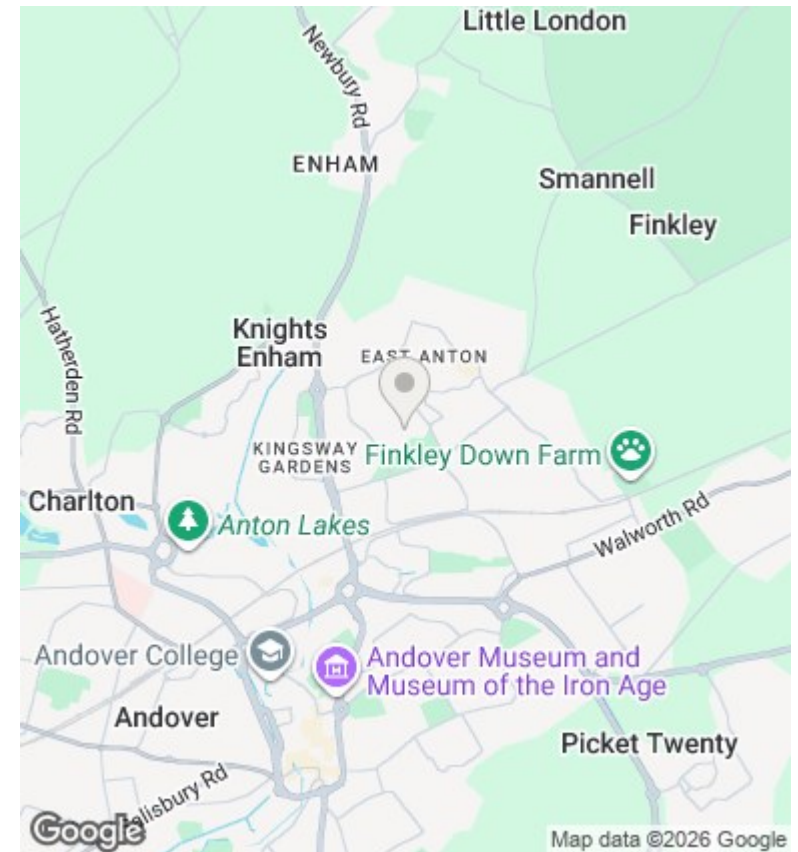 Little London
Newbury Rd
ENHAM
Smannell
Finkley
Hatherden Rd
Knights
Enham
EAST ANTON
KINGSWAY
GARDENS
Finkley Down Farm
Charlton
Anton Lakes
Walworth Rd
Andover College
Andover Museum and
Museum of the Iron Age
Andover
Picket Twenty
Salisbury Rd
Google
Map data ©2026 Google